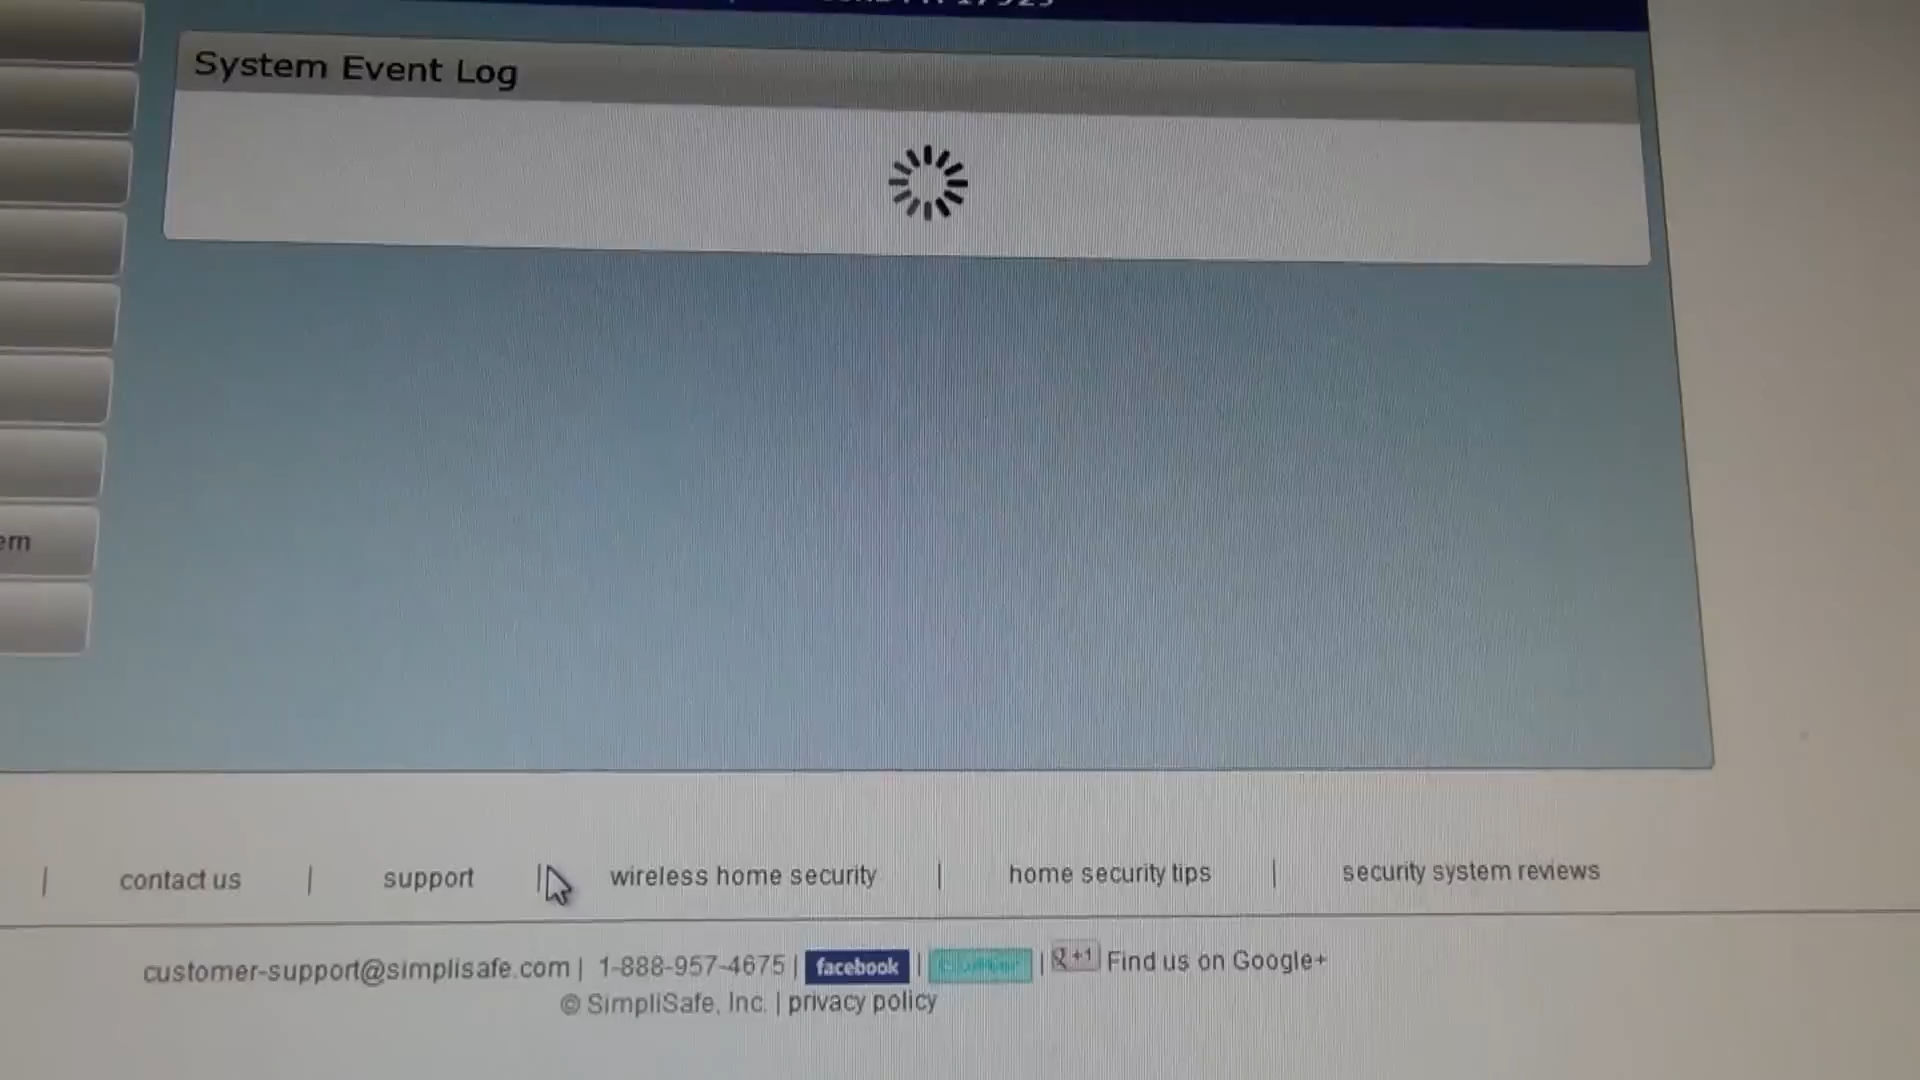 System Event Log
em
| contact us | support | wireless home security | home security tips | security system reviews
customer-support@simplisafe.com | 1-888-957-4675 | facebook | | +1 Find us on Google+
© SimpliSafe, Inc. | privacy policy